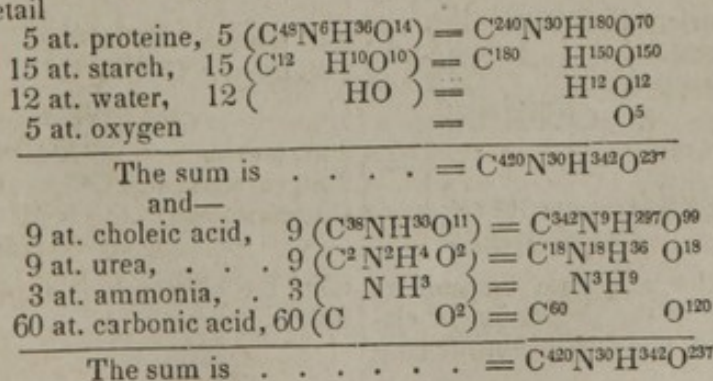 etail
5 at. proteine, 5 (C⁴⁸N⁶H³⁶O¹⁴) = C²⁴⁰N³⁰H¹⁸⁰O⁷⁰
15 at. starch, 15 (C¹² H¹⁰O¹⁰) = C¹⁸⁰ H¹⁵⁰O¹⁵⁰
12 at. water, 12 ( HO ) = H¹² O¹²
5 at. oxygen = O⁵
The sum is . . . . = C⁴²⁰N³⁰H³⁴²O²³⁷
and—
9 at. choleic acid, 9 (C³⁸NH³³O¹¹) = C³⁴²N⁹H²⁹⁷O⁹⁹
9 at. urea, . . . 9 (C² N²H⁴ O²) = C¹⁸N¹⁸H³⁶ O¹⁸
3 at. ammonia, . 3 ( N H³ ) = N³H⁹
60 at. carbonic acid, 60 (C O²) = C⁶⁰ O¹²⁰
The sum is . . . . . . = C⁴²⁰N³⁰H³⁴²O²³⁷